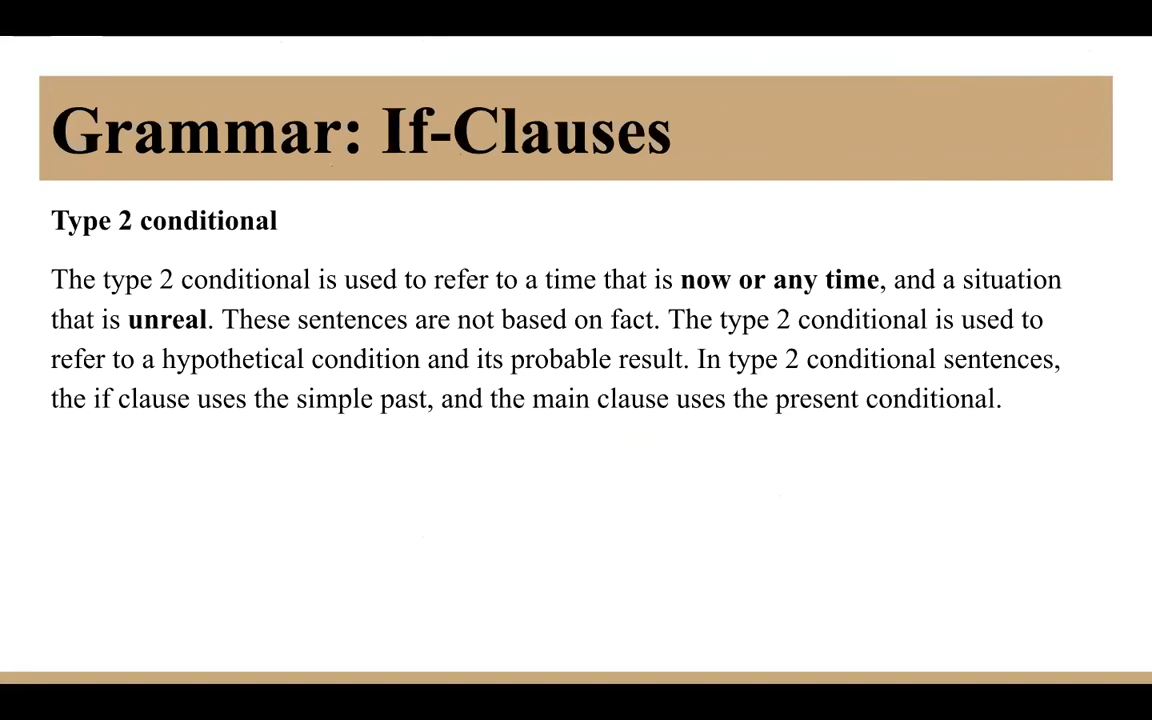 Grammar: If-Clauses
Type 2 conditional
The type 2 conditional is used to refer to a time that is now or any time, and a situation
that is unreal. These sentences are not based on fact. The type 2 conditional is used to
refer to a hypothetical condition and its probable result. In type 2 conditional sentences,
the if clause uses the simple past, and the main clause uses the present conditional.